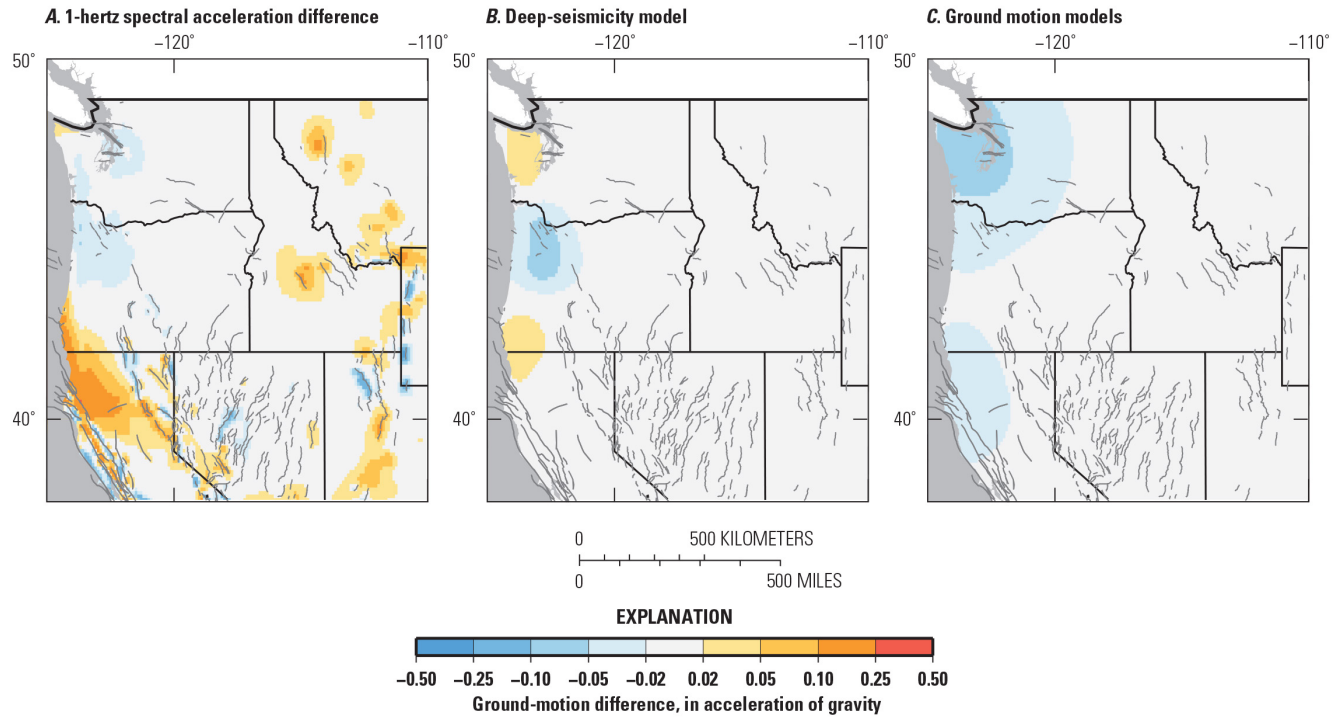 A. 1-hertz spectral acceleration difference
B. Deep-seismicity model
C. Ground motion models
−120°
−110°
−120°
−110°
−120°
−110°
50°
50°
50°
40°
40°
40°
0 500 KILOMETERS
0 500 MILES
EXPLANATION
−0.50 −0.25 −0.10 −0.05 −0.02 0.02 0.05 0.10 0.25 0.50
Ground-motion difference, in acceleration of gravity